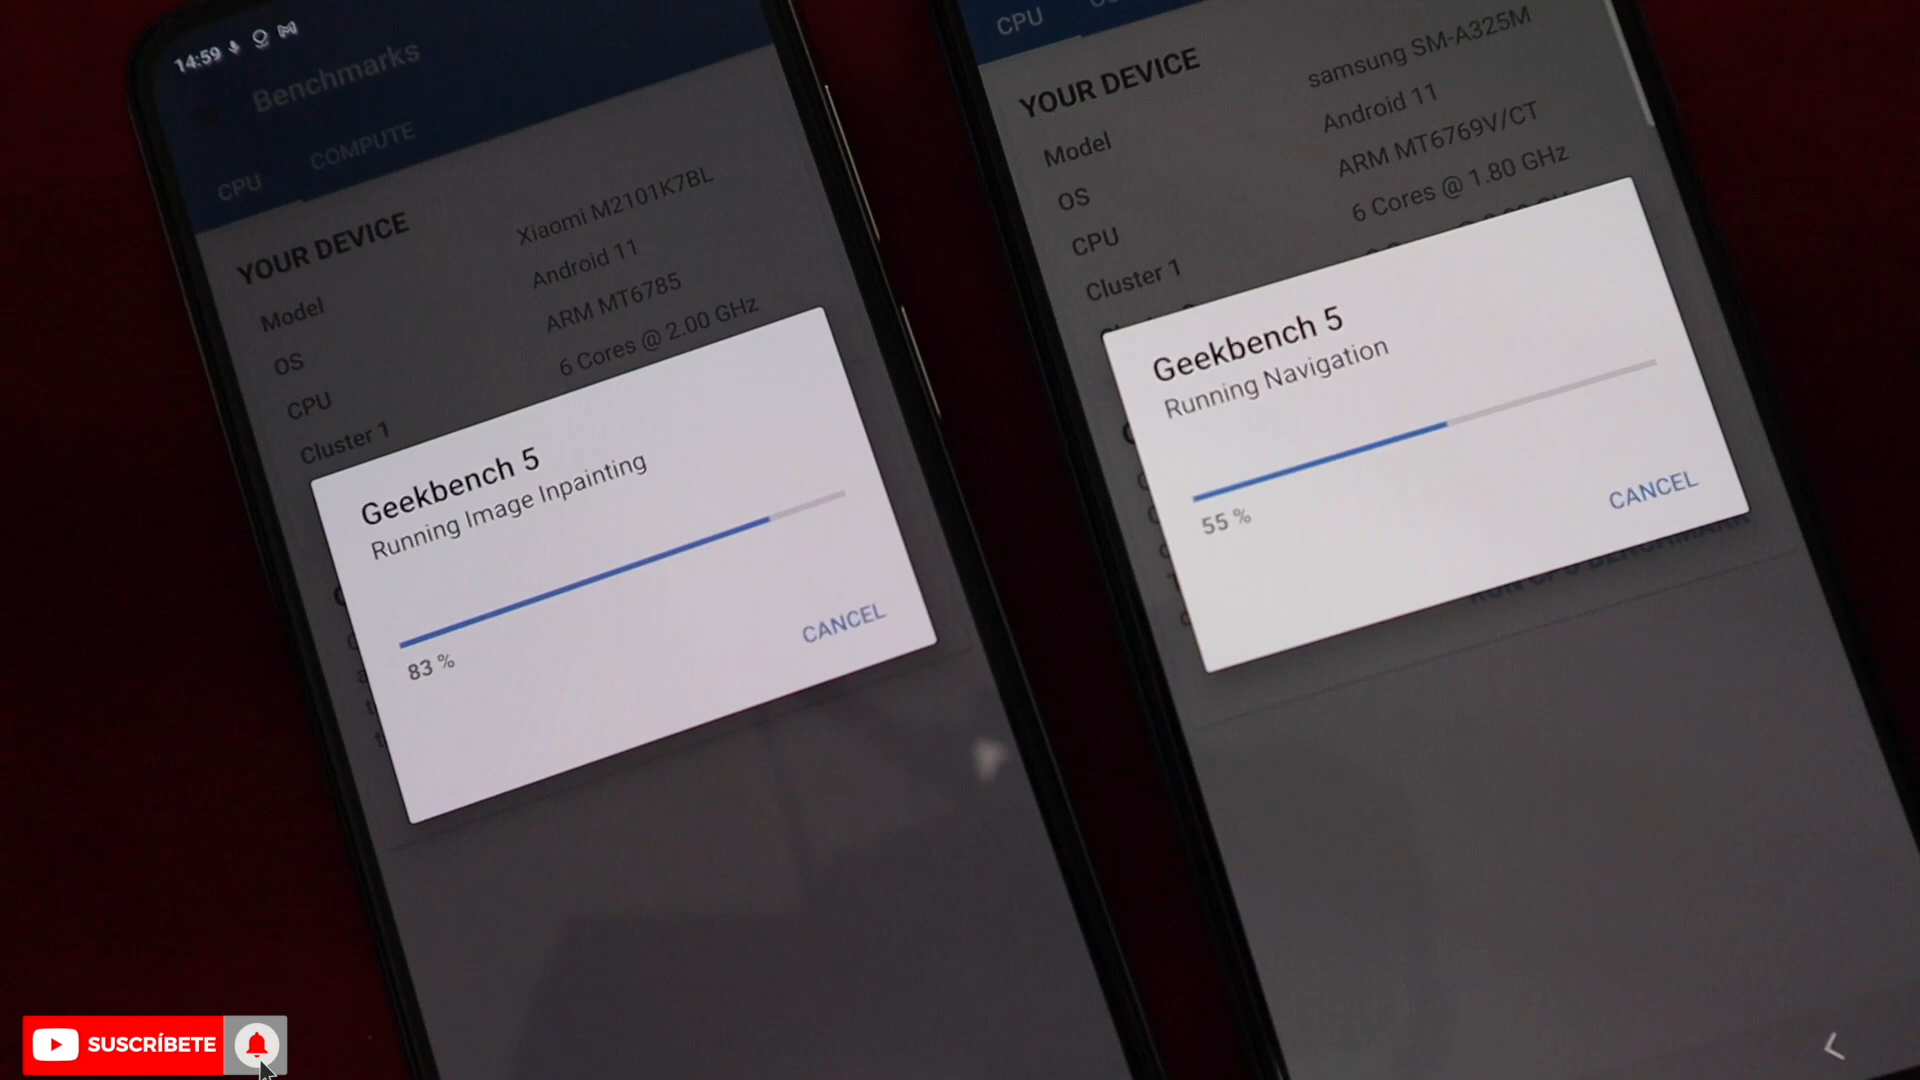 14:59
Benchmarks
CPU
COMPUTE
YOUR DEVICE
Model
Xiaomi M2101K7BL
OS
Android 11
CPU
ARM MT6785
Cluster 1
6 Cores @ 2.00 GHz
Geekbench 5
Running Image Inpainting
83 %
CANCEL
CPU
YOUR DEVICE
Model
samsung SM-A325M
OS
Android 11
CPU
ARM MT6769V/CT
Cluster 1
6 Cores @ 1.80 GHz
Geekbench 5
Running Navigation
55 %
CANCEL
RUN CPU BENCHMARK
SUSCRÍBETE